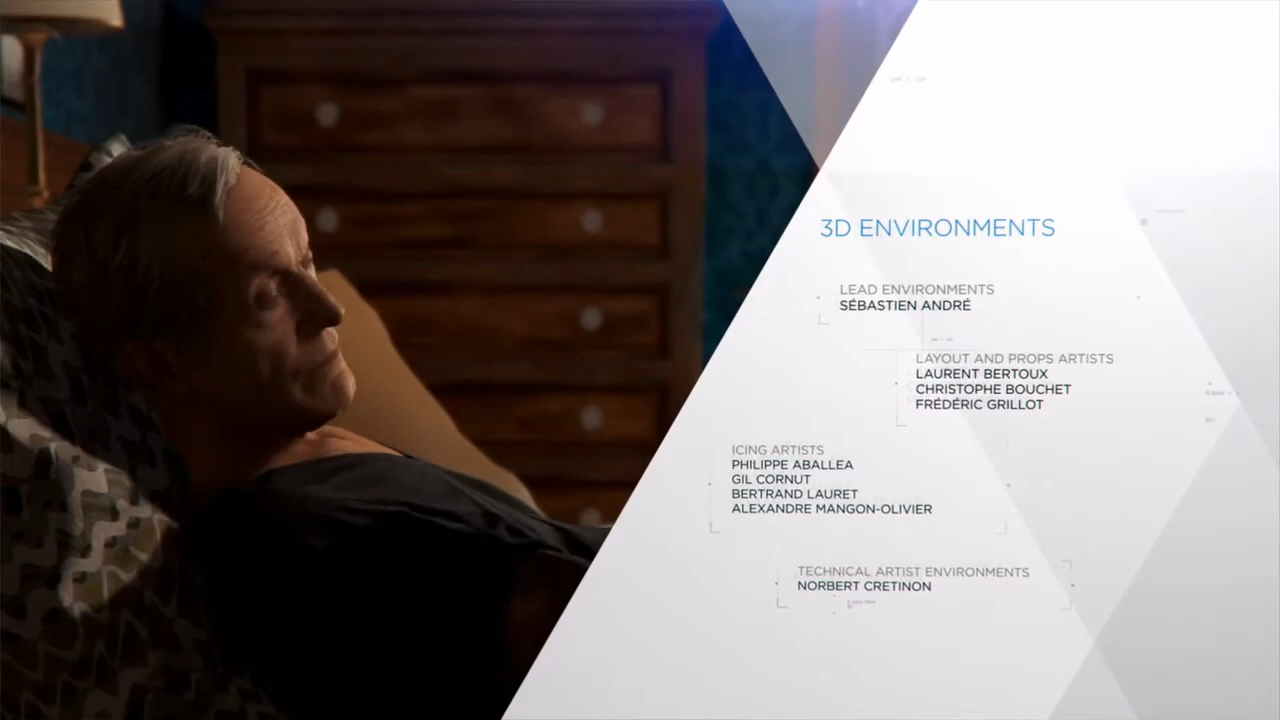 3D ENVIRONMENTS
LEAD ENVIRONMENTS
SÉBASTIEN ANDRÉ
LAYOUT AND PROPS ARTISTS
LAURENT BERTOUX
CHRISTOPHE BOUCHET
FRÉDÉRIC GRILLOT
ICING ARTISTS
PHILIPPE ABALLEA
GIL CORNUT
BERTRAND LAURET
ALEXANDRE MANGON-OLIVIER
TECHNICAL ARTIST ENVIRONMENTS
NORBERT CRETINON